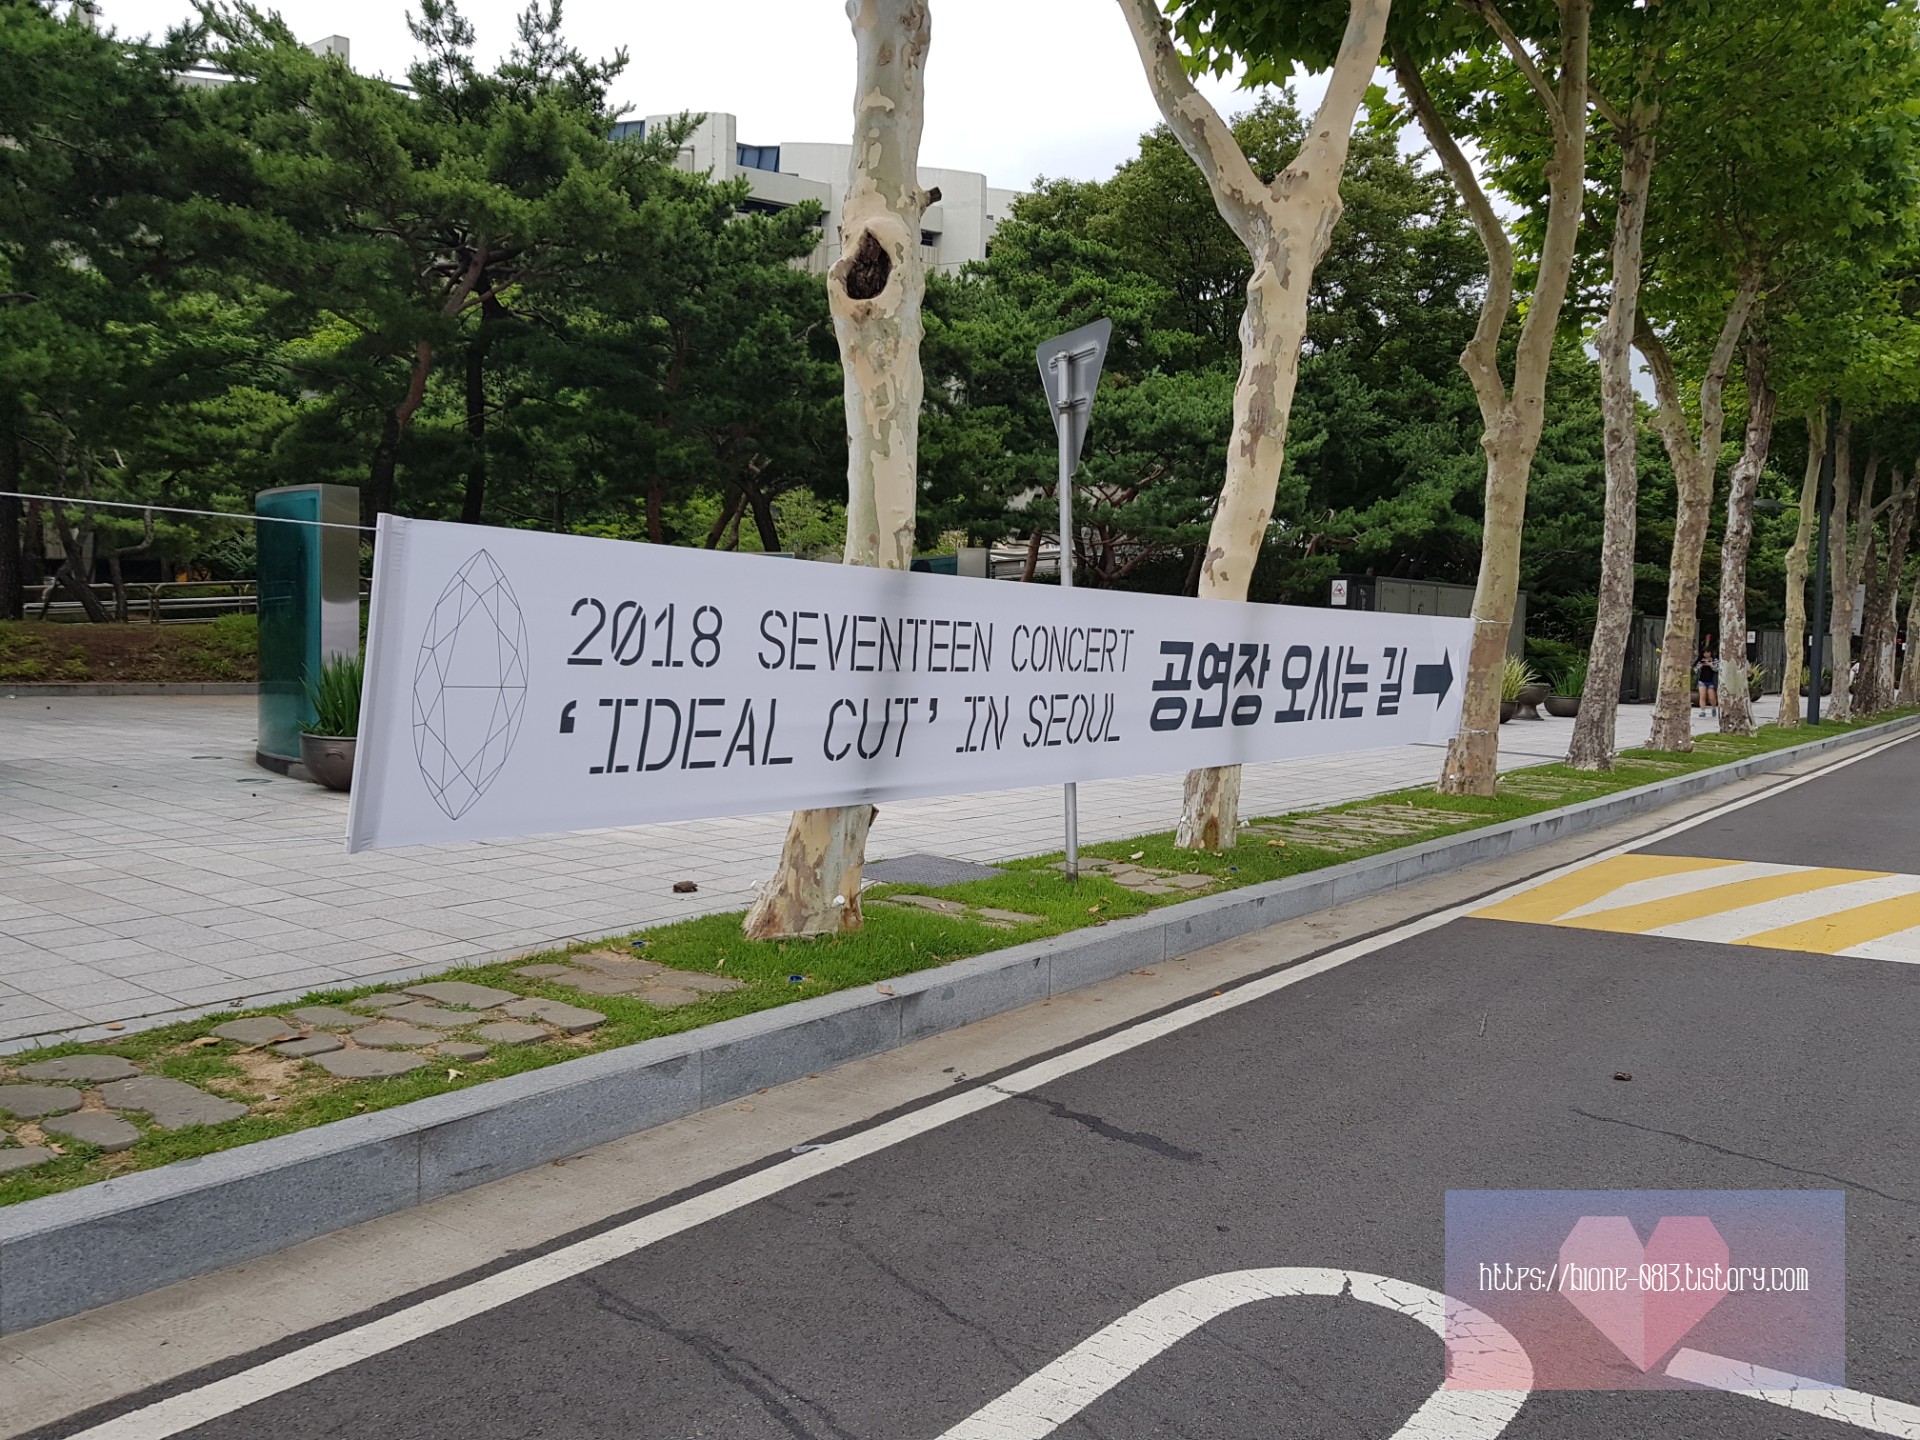 2018 SEVENTEEN CONCERT
'IDEAL CUT' IN SEOUL
공연장 오시는 길 →
https://bione-0813.tistory.com